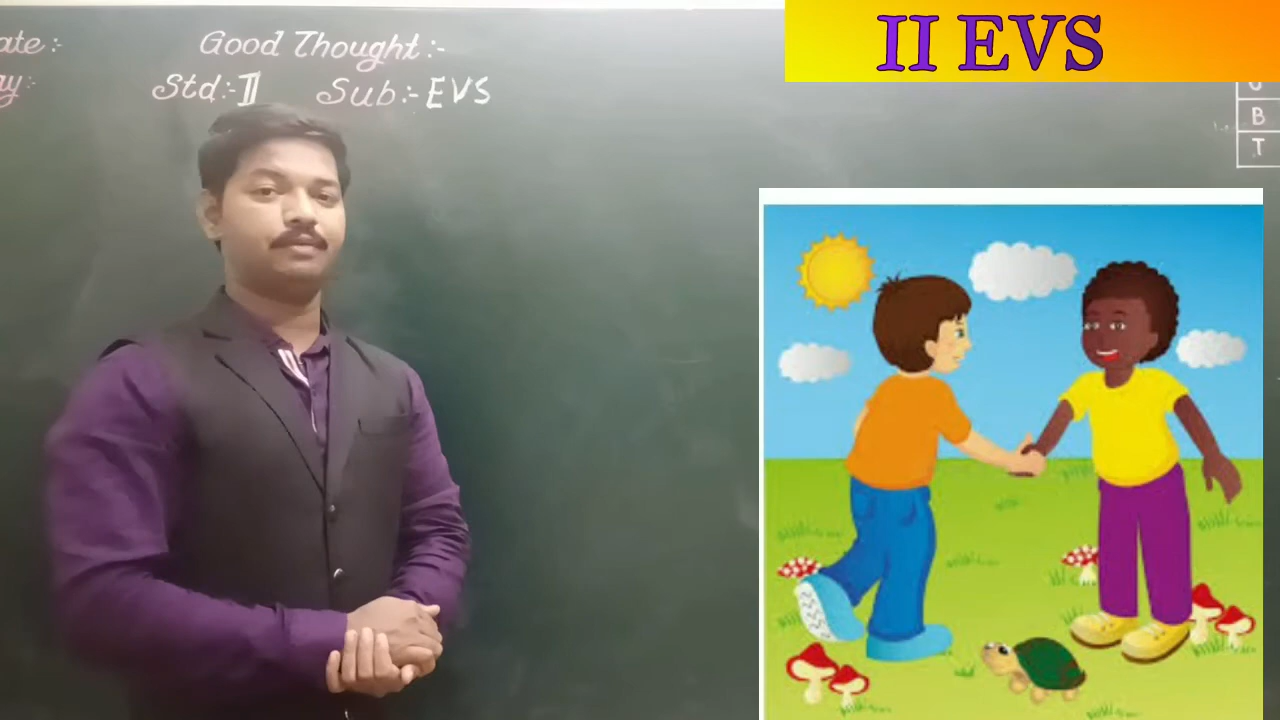 II EVS
ate:- Good Thought:-
ay:- Std:-II Sub:-EVS
B
T